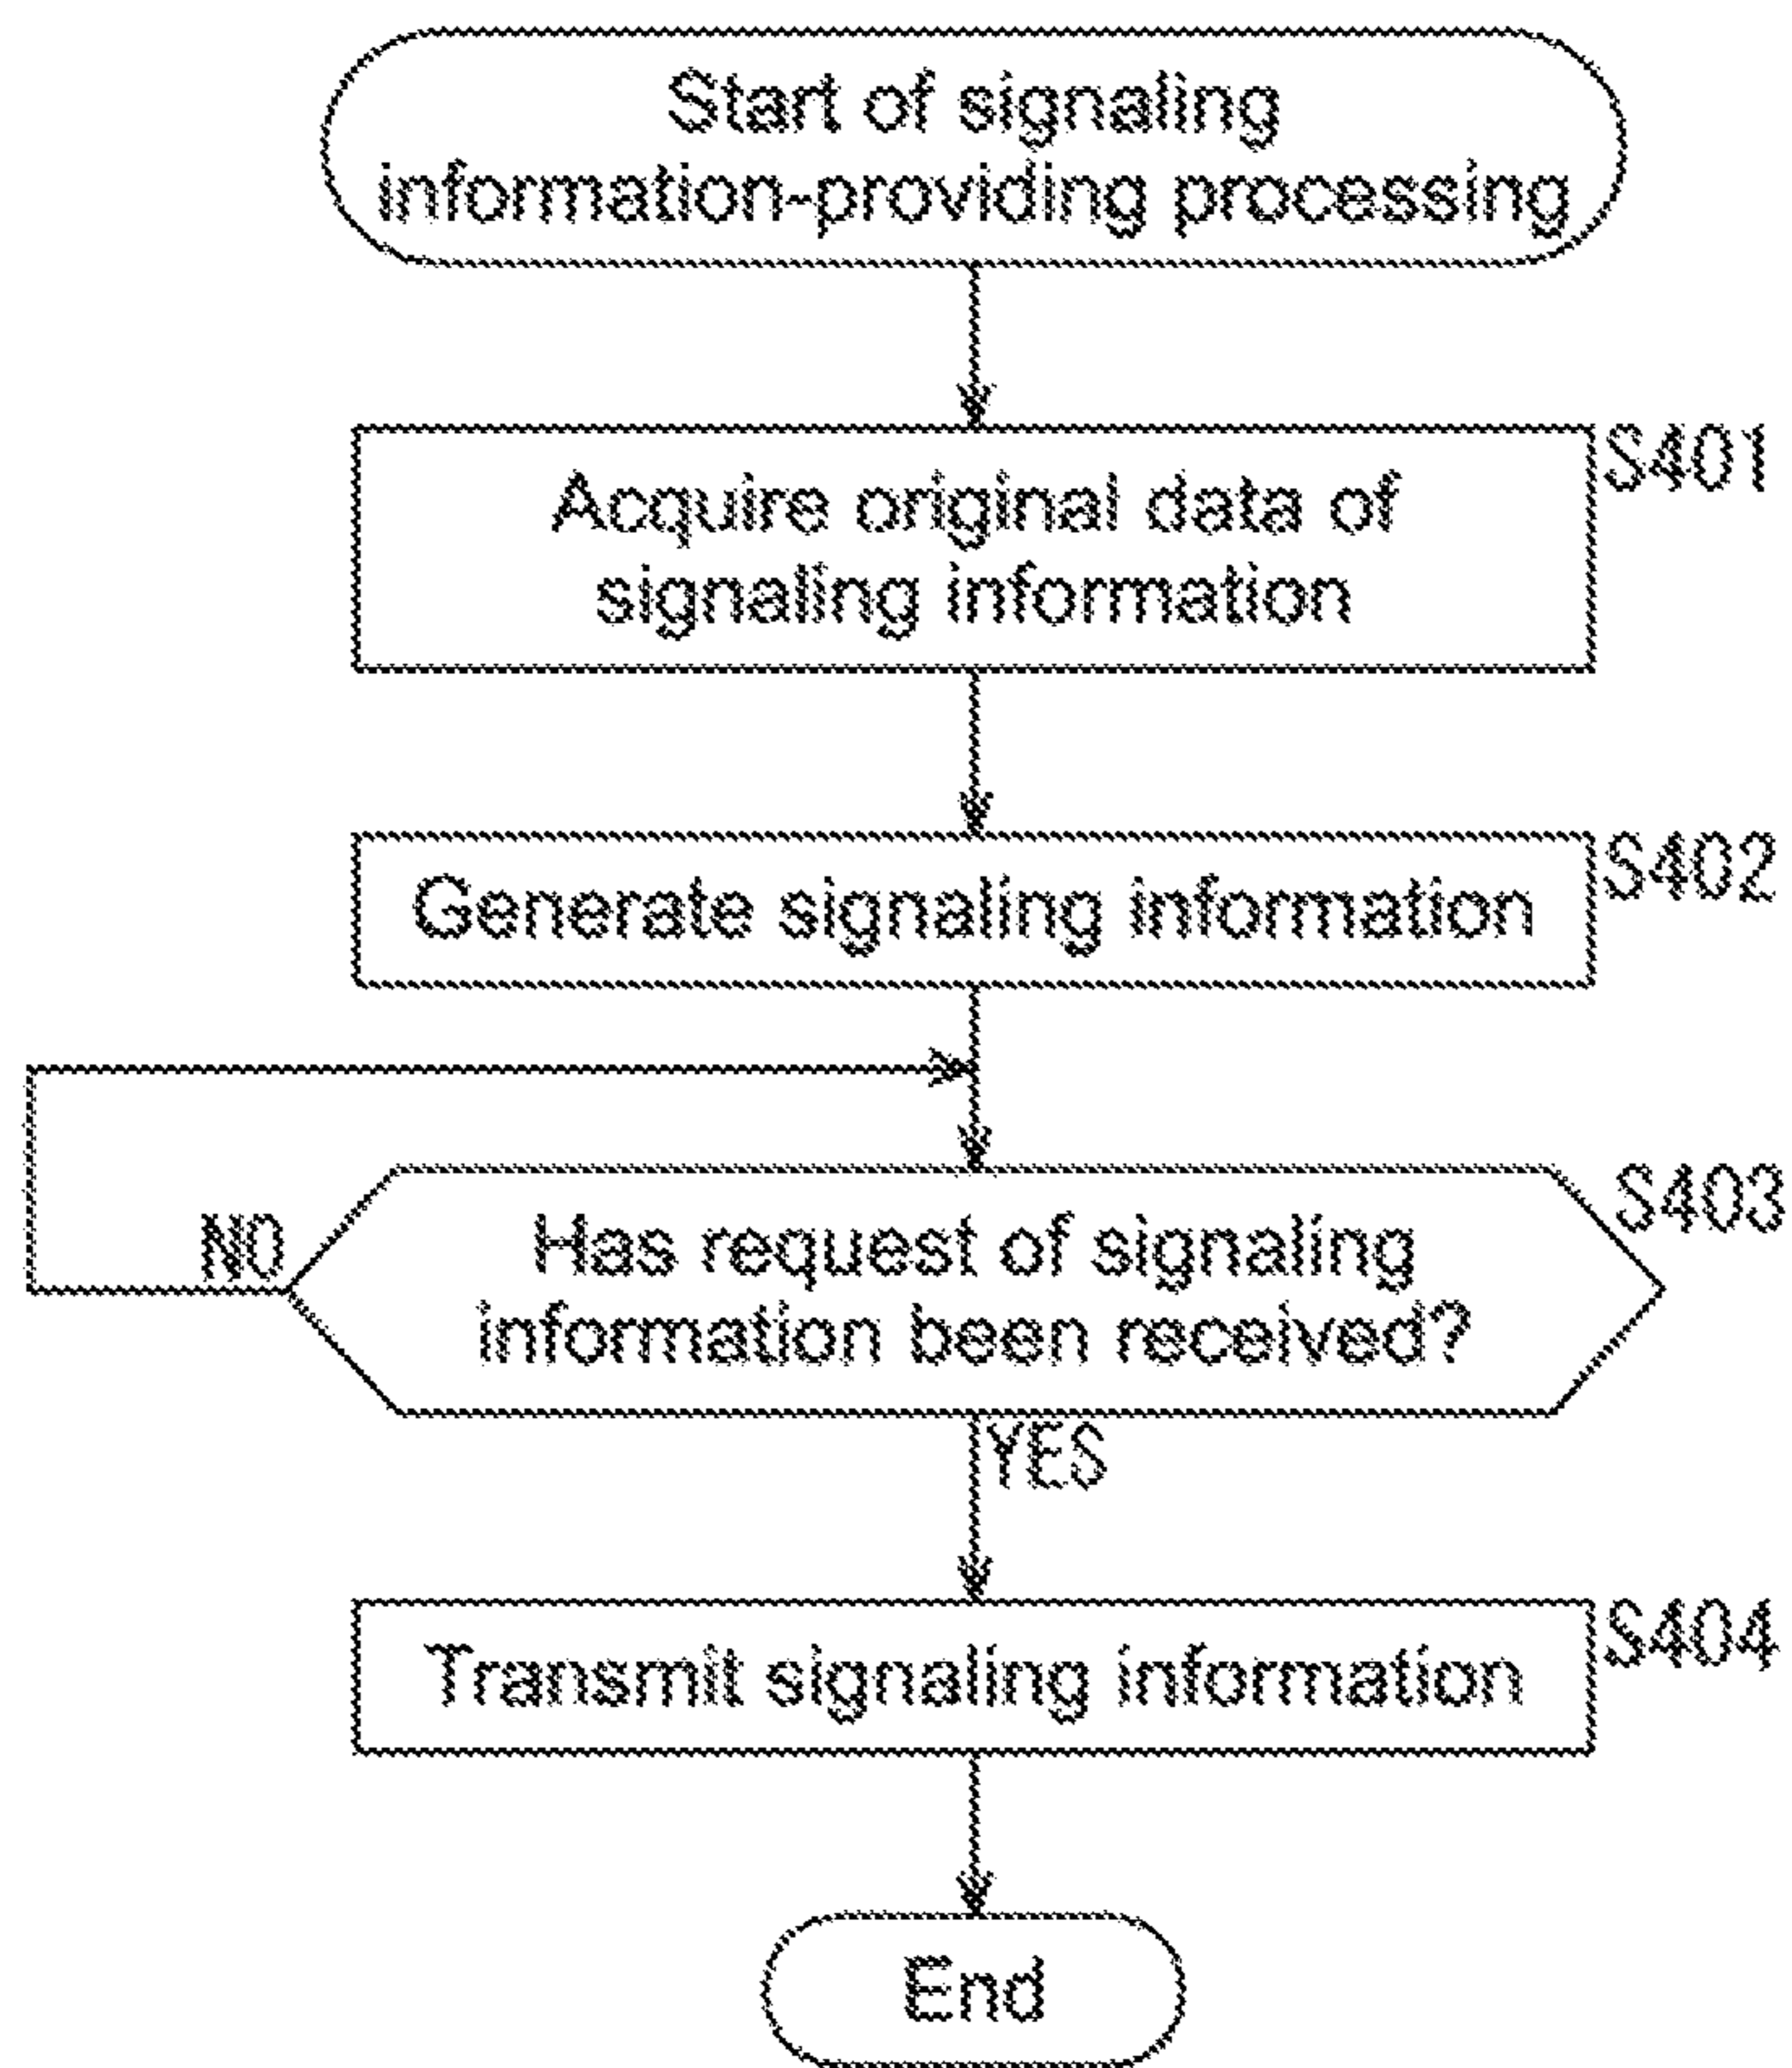 Start of signaling
information-providing processing
S401
Acquire original data of
signaling information
S402
Generate signaling information
S403
NO
Has request of signaling
information been received?
YES
S404
Transmit signaling information
End